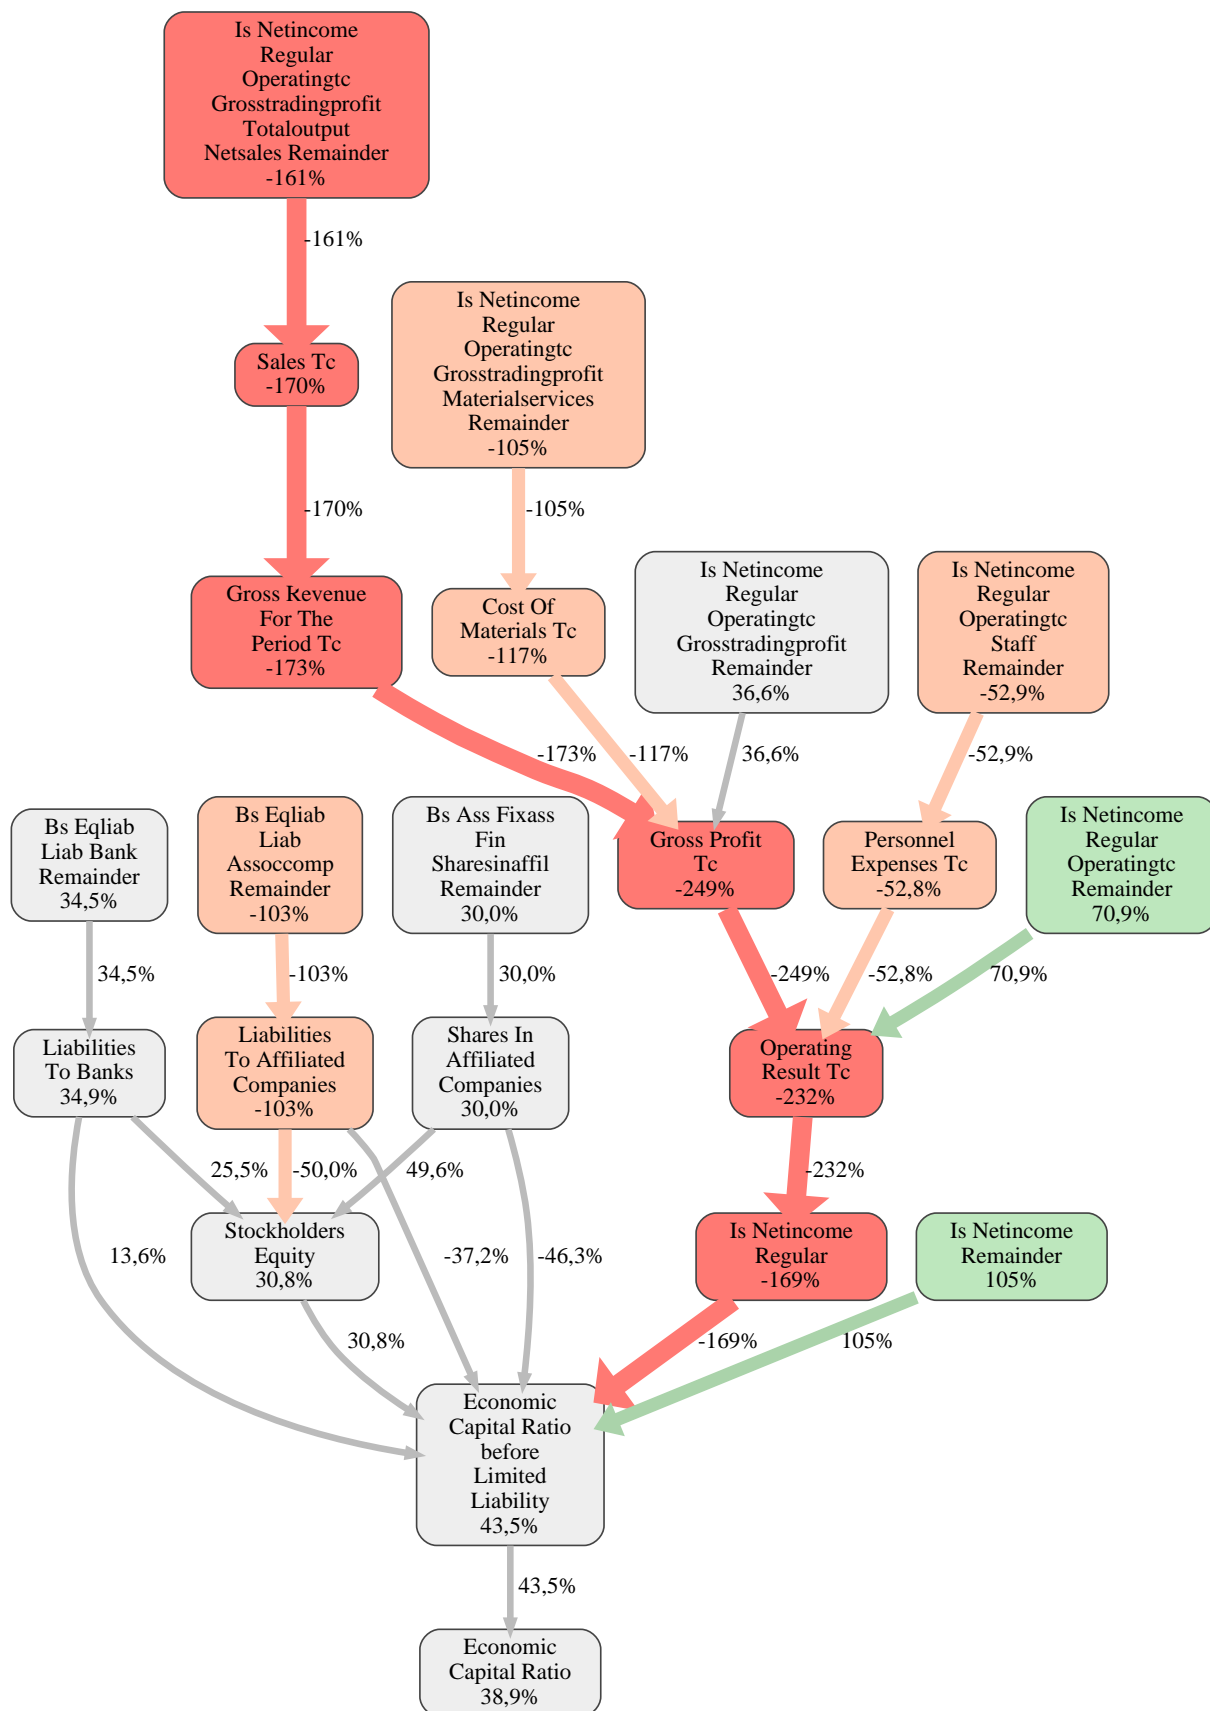 Is Netincome
Regular
Operatingtc
Grosstradingprofit
Totaloutput
Netsales Remainder
-161%
-161%
Sales Tc
-170%
Is Netincome
Regular
Operatingtc
Grosstradingprofit
Materialservices
Remainder
-105%
-170%
-105%
Gross Revenue
For The
Period Tc
-173%
Cost Of
Materials Tc
-117%
Is Netincome
Regular
Operatingtc
Grosstradingprofit
Remainder
36,6%
Is Netincome
Regular
Operatingtc
Staff
Remainder
-52,9%
-173%
-117%
36,6%
-52,9%
Bs Eqliab
Liab Bank
Remainder
34,5%
Bs Eqliab
Liab
Assoccomp
Remainder
-103%
Bs Ass Fixass
Fin
Sharesinaffil
Remainder
30,0%
Gross Profit
Tc
-249%
Personnel
Expenses Tc
-52,8%
Is Netincome
Regular
Operatingtc
Remainder
70,9%
34,5%
-103%
30,0%
-249%
-52,8%
70,9%
Liabilities
To Banks
34,9%
Liabilities
To Affiliated
Companies
-103%
Shares In
Affiliated
Companies
30,0%
Operating
Result Tc
-232%
25,5%
-50,0%
49,6%
-232%
13,6%
Stockholders
Equity
30,8%
-37,2%
-46,3%
Is Netincome
Regular
-169%
Is Netincome
Remainder
105%
30,8%
-169%
105%
Economic
Capital Ratio
before
Limited
Liability
43,5%
43,5%
Economic
Capital Ratio
38,9%